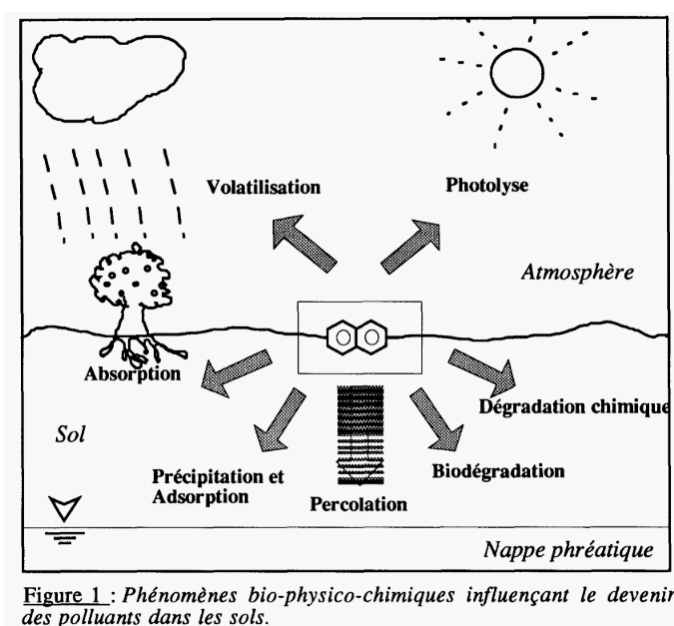 Volatilisation
Photolyse
Atmosphère
Absorption
Dégradation chimique
Sol
Précipitation et
Adsorption
Biodégradation
Percolation
Nappe phréatique
Figure 1 : Phénomènes bio-physico-chimiques influençant le devenir
des polluants dans les sols.